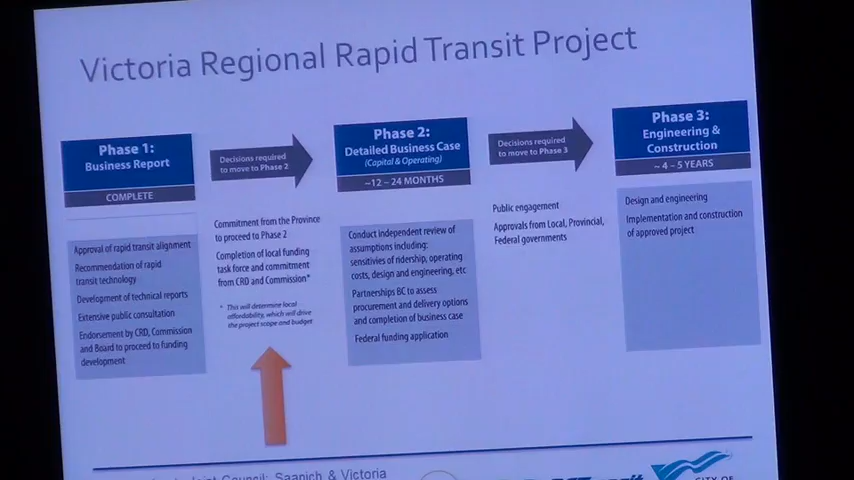 Victoria Regional Rapid Transit Project
Phase 1:
Business Report
COMPLETE
Approval of rapid transit alignment
Recommendation of rapid
transit technology
Development of technical reports
Extensive public consultation
Endorsement by CRD, Commission
and Board to proceed to funding
development
Decisions required
to move to Phase 2
Commitment from the Province
to proceed to Phase 2
Completion of local funding
task force and commitment
from CRD and Commission*
* This will determine local
affordability, which will drive
the project scope and budget
Phase 2:
Detailed Business Case
(Capital & Operating)
~12 – 24 MONTHS
Conduct independent review of
assumptions including:
sensitivies of ridership, operating
costs, design and engineering, etc
Partnerships BC to assess
procurement and delivery options
and completion of business case
Federal funding application
Decisions required
to move to Phase 3
Public engagement
Approvals from Local, Provincial,
Federal governments
Phase 3:
Engineering &
Construction
~ 4 – 5 YEARS
Design and engineering
Implementation and construction
of approved project
Council: Saanich & Victoria
CITY OF